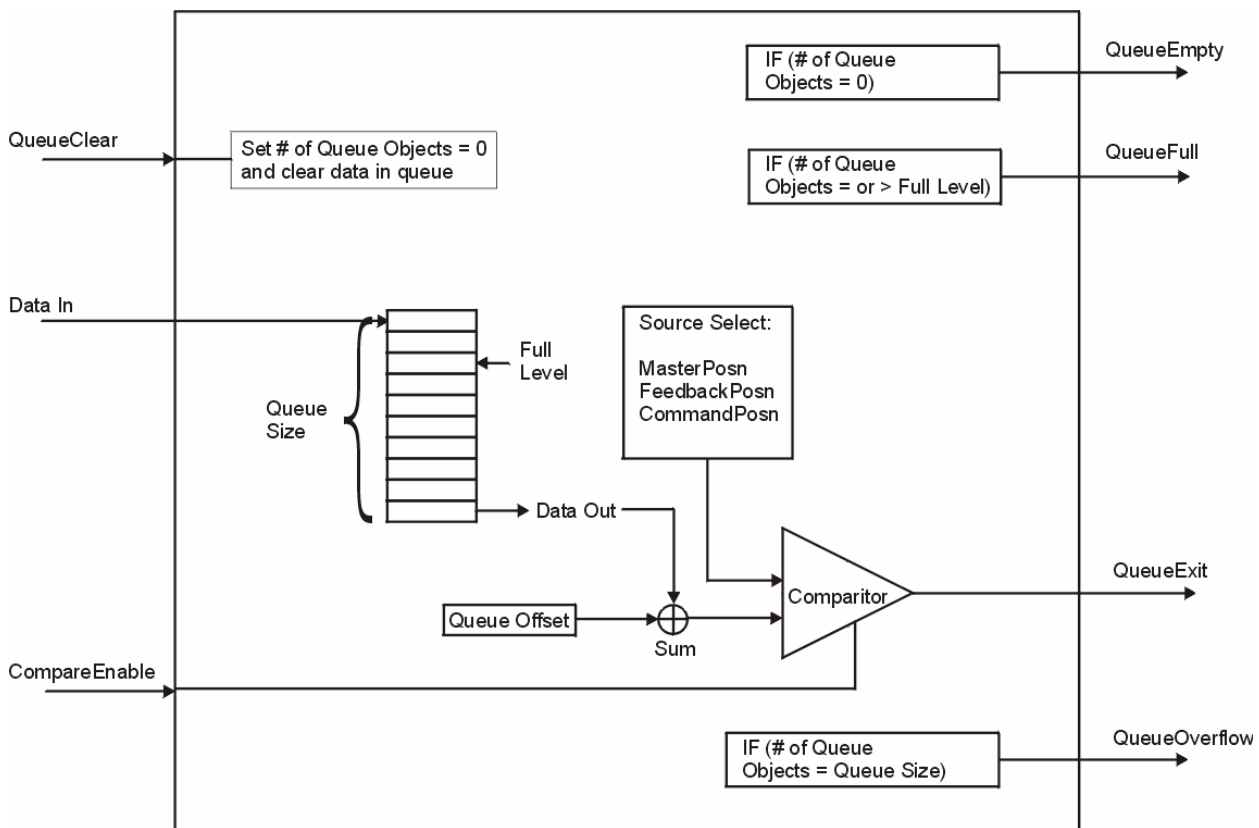 IF (# of Queue
Objects = 0)
QueueEmpty
QueueClear
Set # of Queue Objects = 0
and clear data in queue
IF (# of Queue
Objects = or > Full Level)
QueueFull
Data In
Full
Level
Queue
Size
Source Select:
MasterPosn
FeedbackPosn
CommandPosn
Data Out
Queue Offset
Sum
Comparitor
QueueExit
CompareEnable
IF (# of Queue
Objects = Queue Size)
QueueOverflow